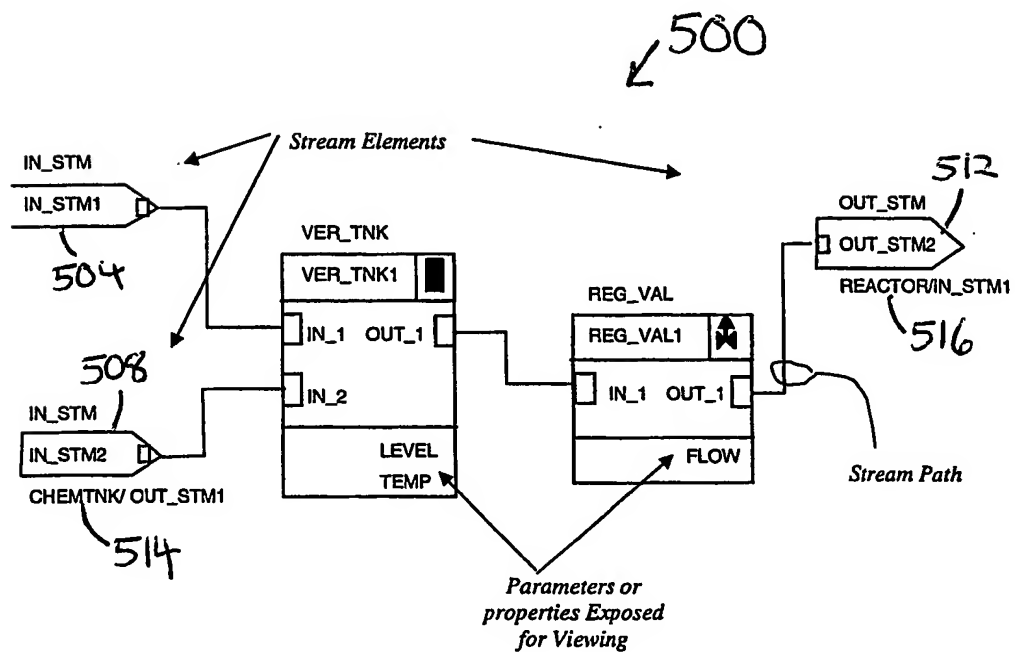 500
Stream Elements
IN_STM
IN_STM1
504
512
OUT_STM
OUT_STM2
REACTOR/IN_STM1
516
VER_TNK
VER_TNK1
IN_1 OUT_1
IN_2
LEVEL
TEMP
REG_VAL
REG_VAL1
IN_1 OUT_1
FLOW
Stream Path
508
IN_STM
IN_STM2
CHEMTNK/ OUT_STM1
514
Parameters or
properties Exposed
for Viewing